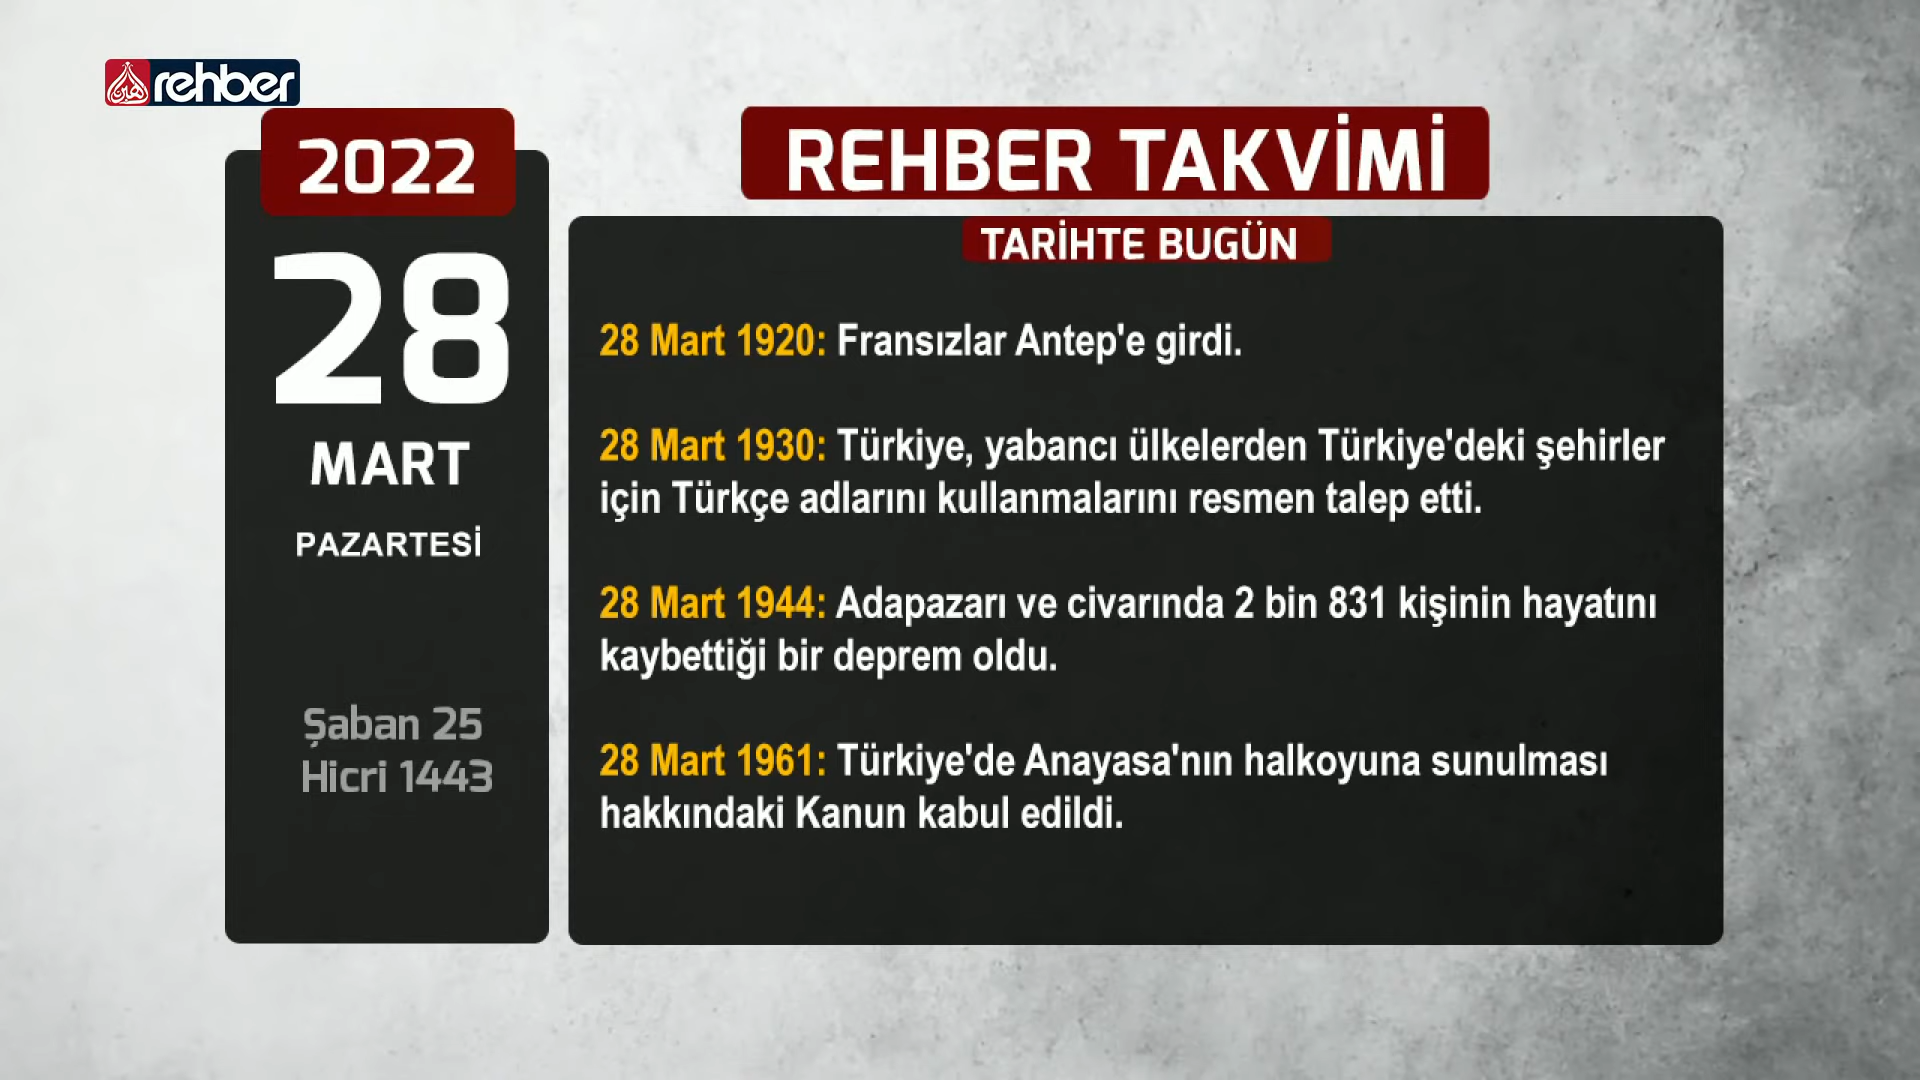 rehber
2022
28
MART
PAZARTESİ
Şaban 25
Hicri 1443
REHBER TAKVİMİ
TARİHTE BUGÜN
28 Mart 1920: Fransızlar Antep'e girdi.
28 Mart 1930: Türkiye, yabancı ülkelerden Türkiye'deki şehirler
için Türkçe adlarını kullanmalarını resmen talep etti.
28 Mart 1944: Adapazarı ve civarında 2 bin 831 kişinin hayatını
kaybettiği bir deprem oldu.
28 Mart 1961: Türkiye'de Anayasa'nın halkoyuna sunulması
hakkındaki Kanun kabul edildi.